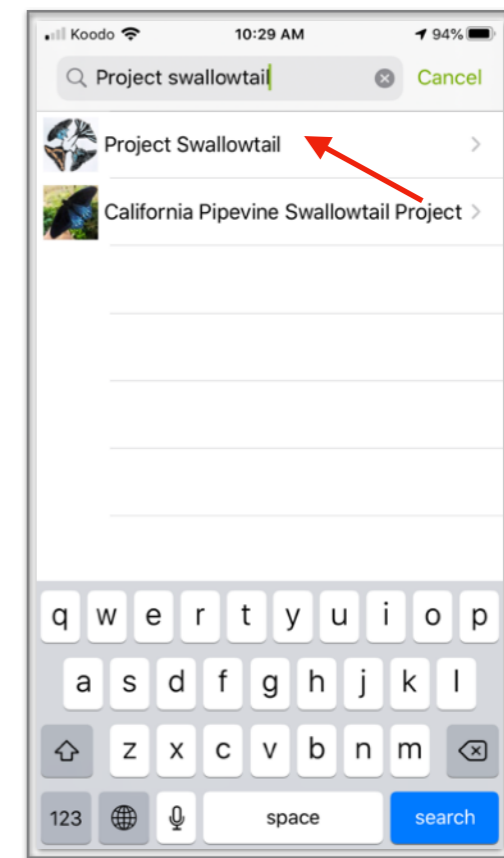 Koodo 10:29 AM 94%
Project swallowtail Cancel
Project Swallowtail
California Pipevine Swallowtail Project
q w e r t y u i o p
a s d f g h j k l
z x c v b n m
123 space search